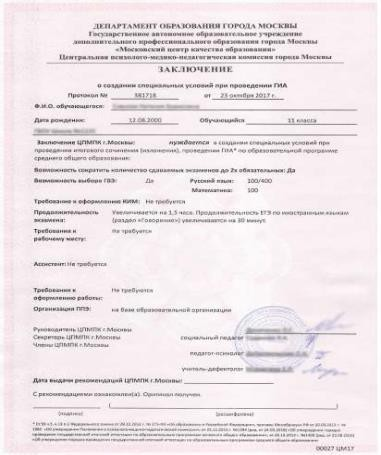 ДЕПАРТАМЕНТ ОБРАЗОВАНИЯ ГОРОДА МОСКВЫ
Государственное автономное образовательное учреждение
дополнительного профессионального образования города Москвы
«Московский центр качества образования»
Центральная психолого-медико-педагогическая комиссия города Москвы
ЗАКЛЮЧЕНИЕ
о создании специальных условий при проведении ГИА
Протокол № 381718 от 23 октября 2017 г.
Ф.И.О. обучающегося:
Дата рождения: 12.08.2000 Обучающийся 11 класса
Заключение ЦПМПК г.Москвы: нуждается в создании специальных условий при
проведении итогового сочинения (изложения), проведении ГИА* по образовательной программе
среднего общего образования:
Возможность сократить количество сдаваемых экзаменов до 2х обязательных: Да
Возможность выбора ГВЭ: Да Русский язык: 100/400
Математика: 100
Требование к оформлению КИМ: Не требуется
Продолжительность экзамена: Увеличивается на 1,5 часа. Продолжительность ЕГЭ по иностранным языкам
(раздел «Говорение») увеличивается на 30 минут.
Требования к рабочему месту: Не требуется
Ассистент: Не требуется
Требования к оформлению работы: Не требуется
Организация ППЭ: на базе образовательной организации
Руководитель ЦПМПК г.Москвы
Секретарь ЦПМПК г.Москвы социальный педагог
Члены ЦПМПК г.Москвы
педагог-психолог
учитель-дефектолог
Дата выдачи рекомендаций ЦПМПК г.Москвы
С рекомендациями ознакомлен(а). Оригинал получен.
(подпись) (расшифровка)
00027 ЦМ17